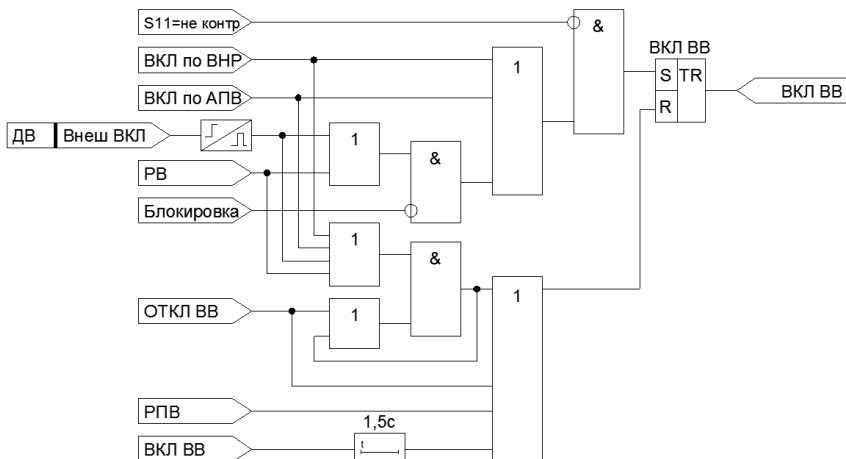 S11=не контр
&
ВКЛ ВВ
ВКЛ по ВНР
1
S TR
ВКЛ по АПВ
ВКЛ ВВ
R
ДВ Внеш ВКЛ
1
&
РВ
Блокировка
1
&
1
ОТКЛ ВВ
1
РПВ
1,5с
ВКЛ ВВ
t